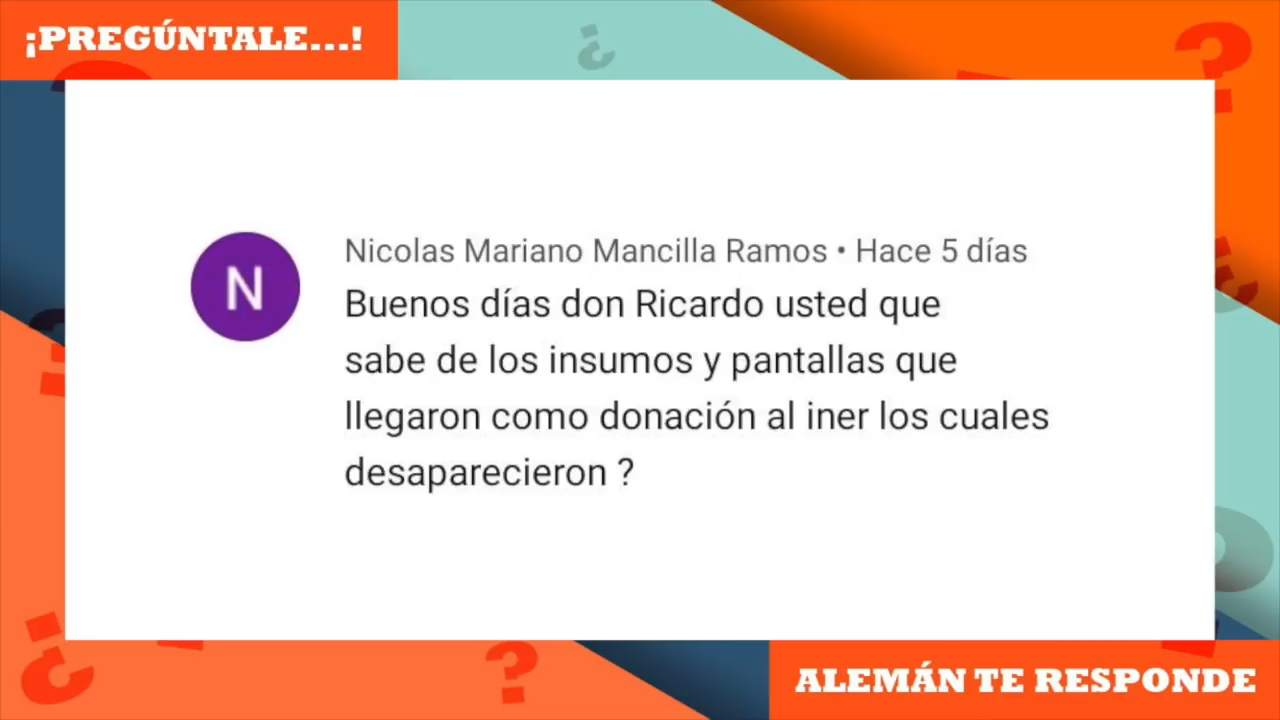 ¡PREGÚNTALE...!
Nicolas Mariano Mancilla Ramos • Hace 5 días
Buenos días don Ricardo usted que
sabe de los insumos y pantallas que
llegaron como donación al iner los cuales
desaparecieron ?
ALEMÁN TE RESPONDE